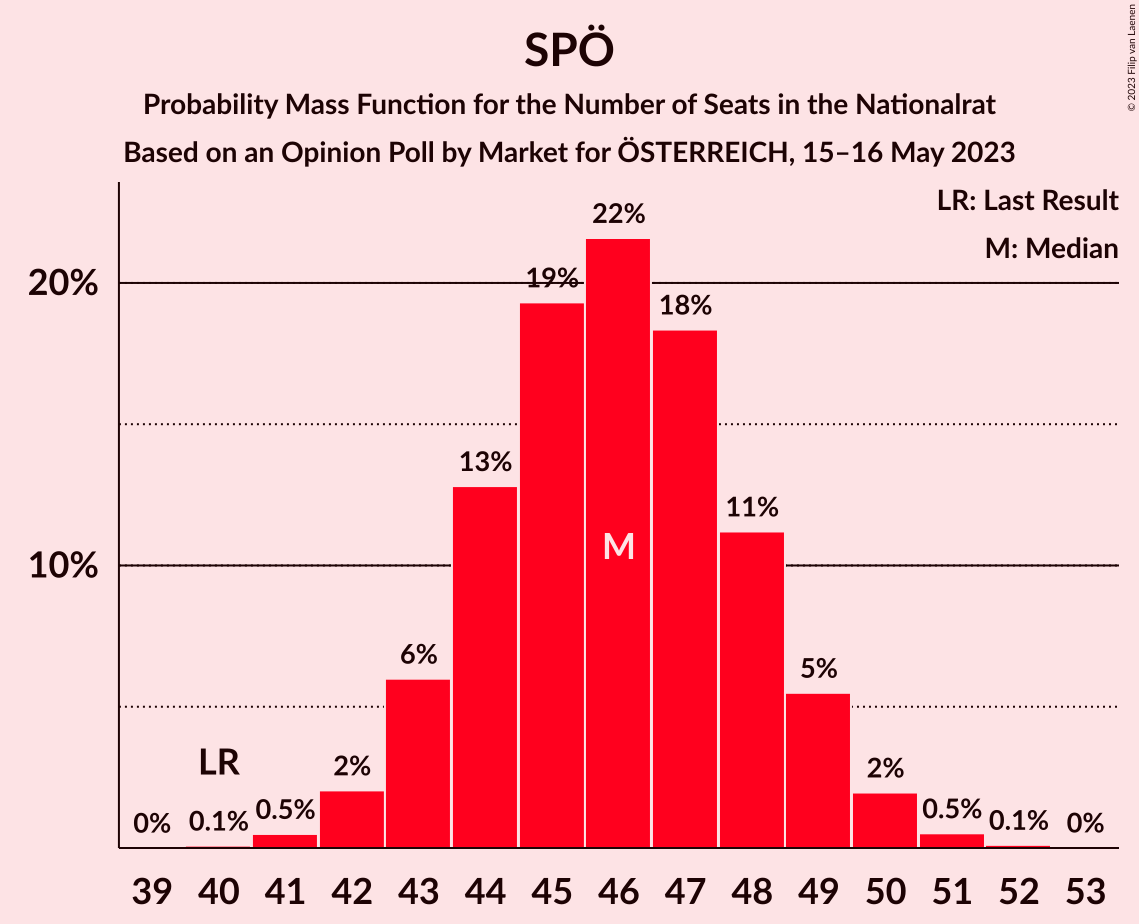 SPÖ
Probability Mass Function for the Number of Seats in the Nationalrat
Based on an Opinion Poll by Market for ÖSTERREICH, 15–16 May 2023
© 2023 Filip van Laenen
LR: Last Result
M: Median
20%
10%
0%
0.1%
0.5%
2%
6%
13%
19%
22%
18%
11%
5%
2%
0.5%
0.1%
0%
LR
M
39 40 41 42 43 44 45 46 47 48 49 50 51 52 53